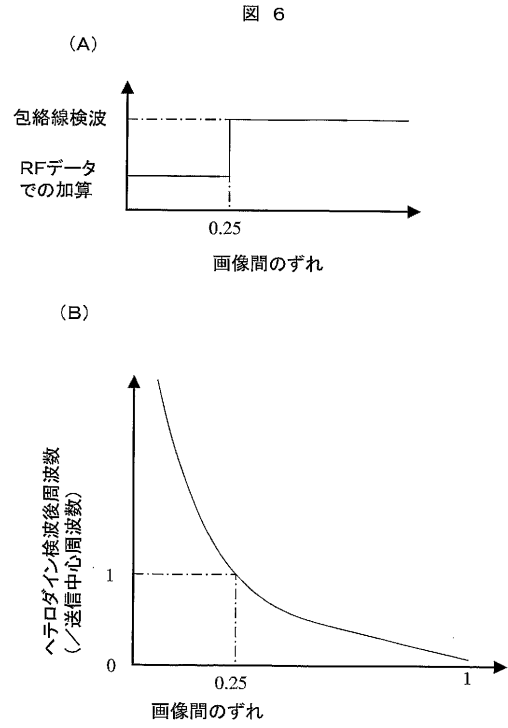 図 6
(A)
包絡線検波
RFデータ
での加算
0.25
画像間のずれ
(B)
ヘテロダイン検波後周波数
(／送信中心周波数)
1
0
0.25
1
画像間のずれ